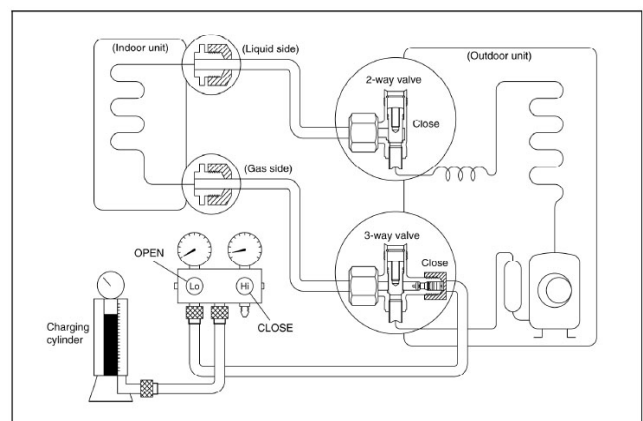 (Indoor unit)
(Liquid side)
(Outdoor unit)
2-way valve
Close
(Gas side)
3-way valve
Close
OPEN
Lo
Hi
CLOSE
Charging
cylinder